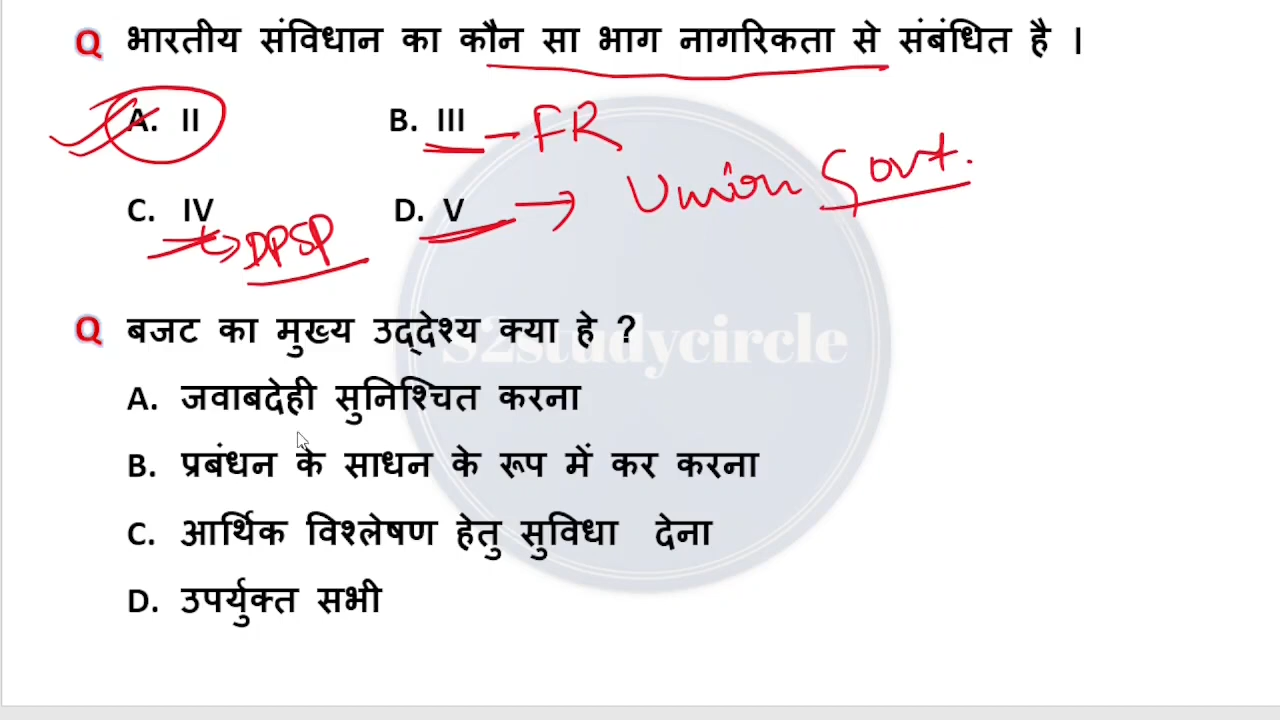 Q भारतीय संविधान का कौन सा भाग नागरिकता से संबंधित है ।
A. II B. III - FR
C. IV → DPSP D. V → Union Govt.
Q बजट का मुख्य उद्देश्य क्या हे ?
S2studycircle
A. जवाबदेही सुनिश्चित करना
B. प्रबंधन के साधन के रूप में कर करना
C. आर्थिक विश्लेषण हेतु सुविधा देना
D. उपर्युक्त सभी